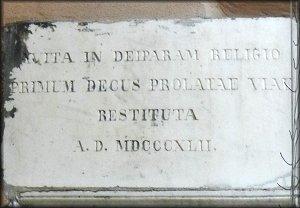 VITA IN DEIPARAM RELIGIO
PRIMUM DECUS PROLATAE VIAE
RESTITUTA
A. D. MDCCCXLII.